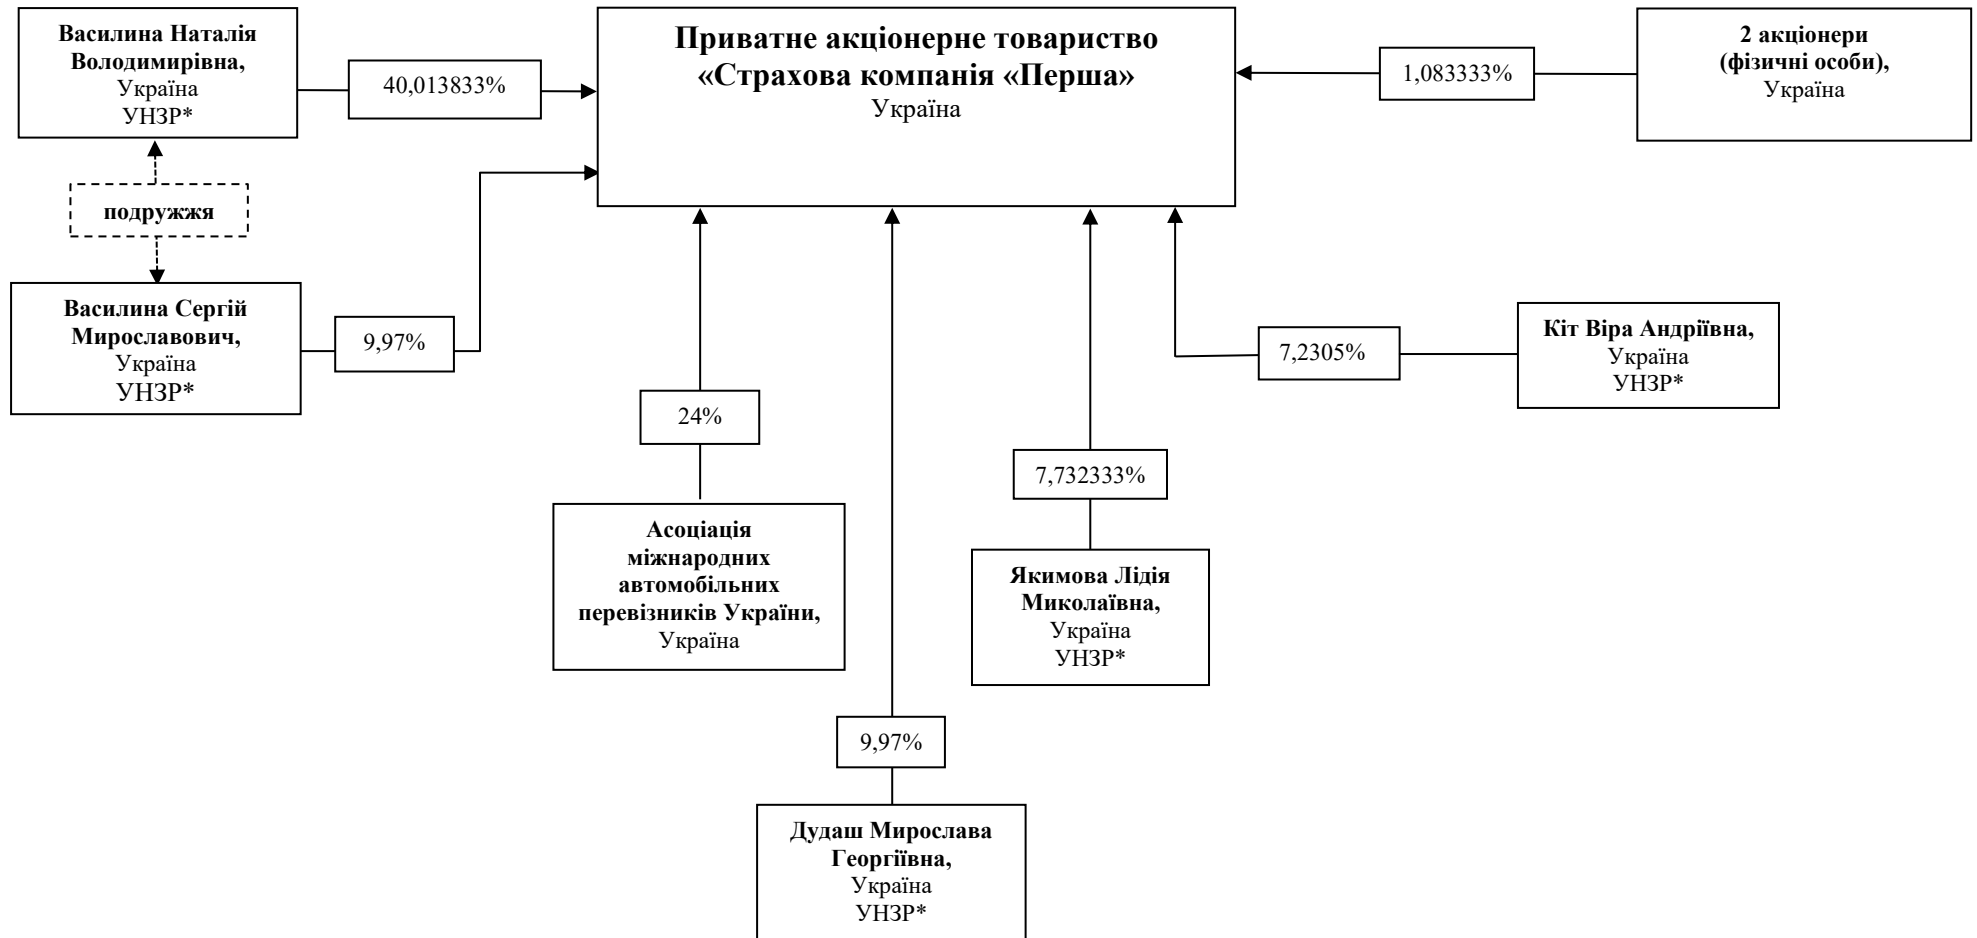 Василина Наталія
Володимирівна,
Україна
УНЗР*
40,013833%
Приватне акціонерне товариство
«Страхова компанія «Перша»
Україна
1,083333%
2 акціонери
(фізичні особи),
Україна
подружжя
Василина Сергій
Мирославович,
Україна
УНЗР*
9,97%
24%
Асоціація
міжнародних
автомобільних
перевізників України,
Україна
9,97%
Дудаш Мирослава
Георгіївна,
Україна
УНЗР*
7,732333%
Якимова Лідія
Миколаївна,
Україна
УНЗР*
7,2305%
Кіт Віра Андріївна,
Україна
УНЗР*